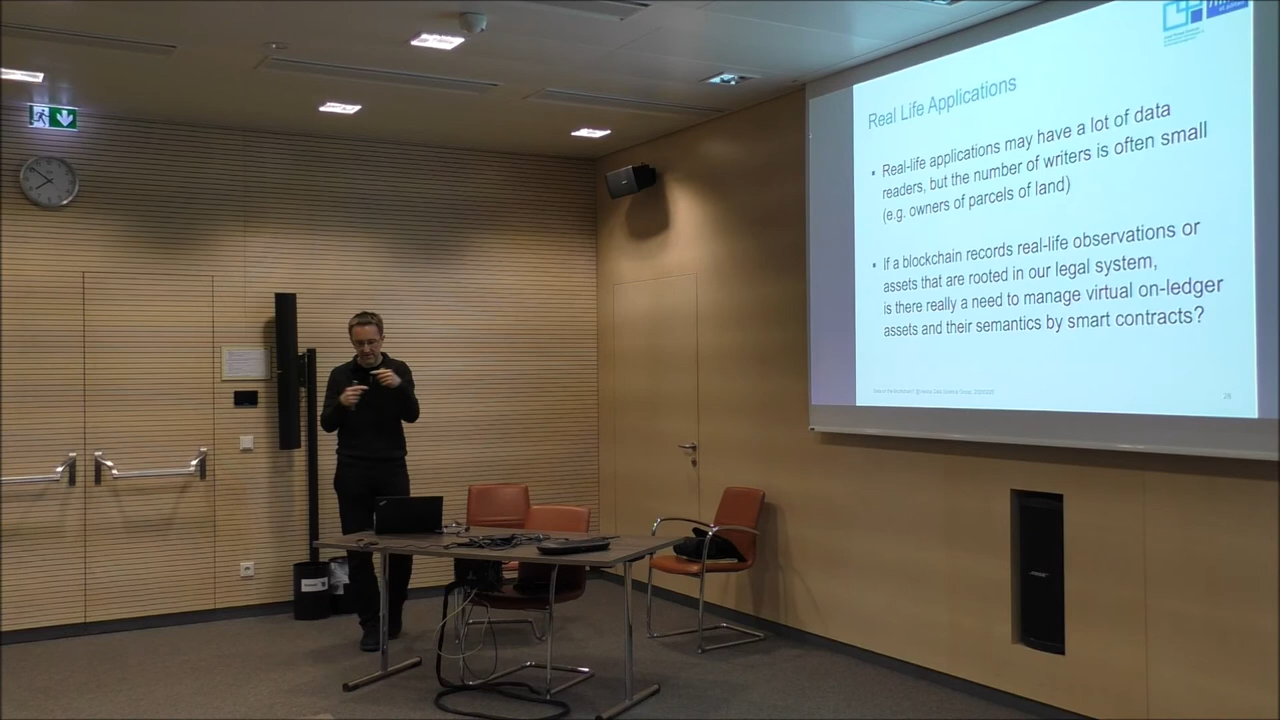 Real Life Applications
▪ Real-life applications may have a lot of data
readers, but the number of writers is often small
(e.g. owners of parcels of land)
▪ If a blockchain records real-life observations or
assets that are rooted in our legal system,
is there really a need to manage virtual on-ledger
assets and their semantics by smart contracts?
26
BOSE